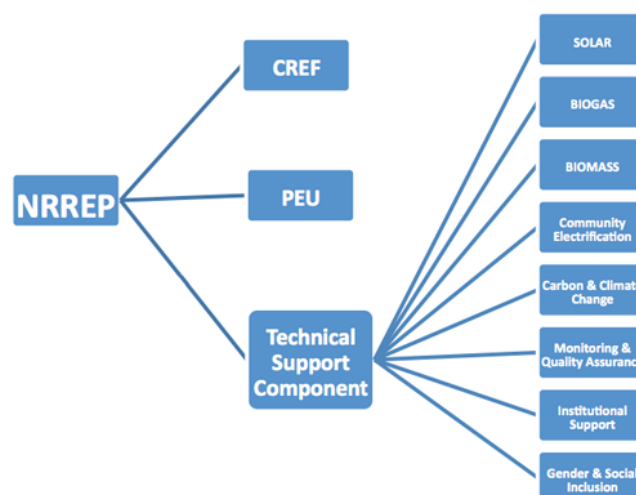 NRREP
CREF
PEU
Technical
Support
Component
SOLAR
BIOGAS
BIOMASS
Community
Electrification
Carbon & Climat
Change
Monitoring &
Quality Assuranc
Institutional
Support
Gender & Social
Inclusion